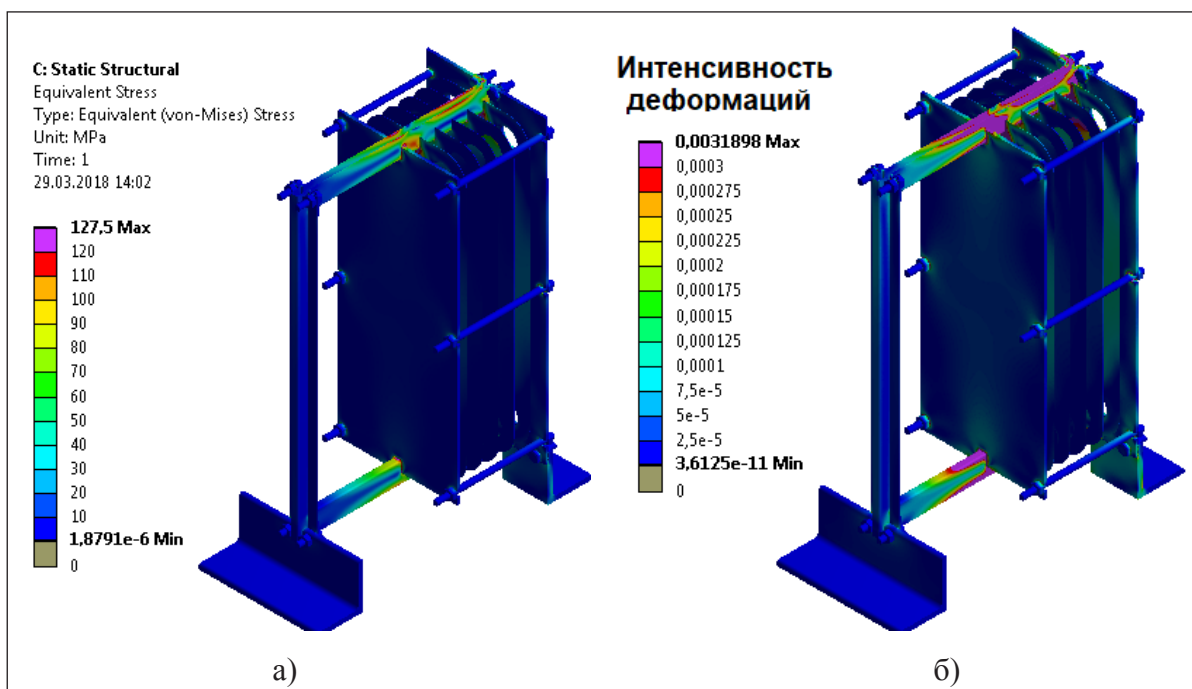 C: Static Structural
Equivalent Stress
Type: Equivalent (von-Mises) Stress
Unit: MPa
Time: 1
29.03.2018 14:02
127,5 Max
120
110
100
90
80
70
60
50
40
30
20
10
1,8791e-6 Min
0
а)
Интенсивность
деформаций
0,0031898 Max
0,0003
0,000275
0,00025
0,000225
0,0002
0,000175
0,00015
0,000125
0,0001
7,5e-5
5e-5
2,5e-5
3,6125e-11 Min
0
б)